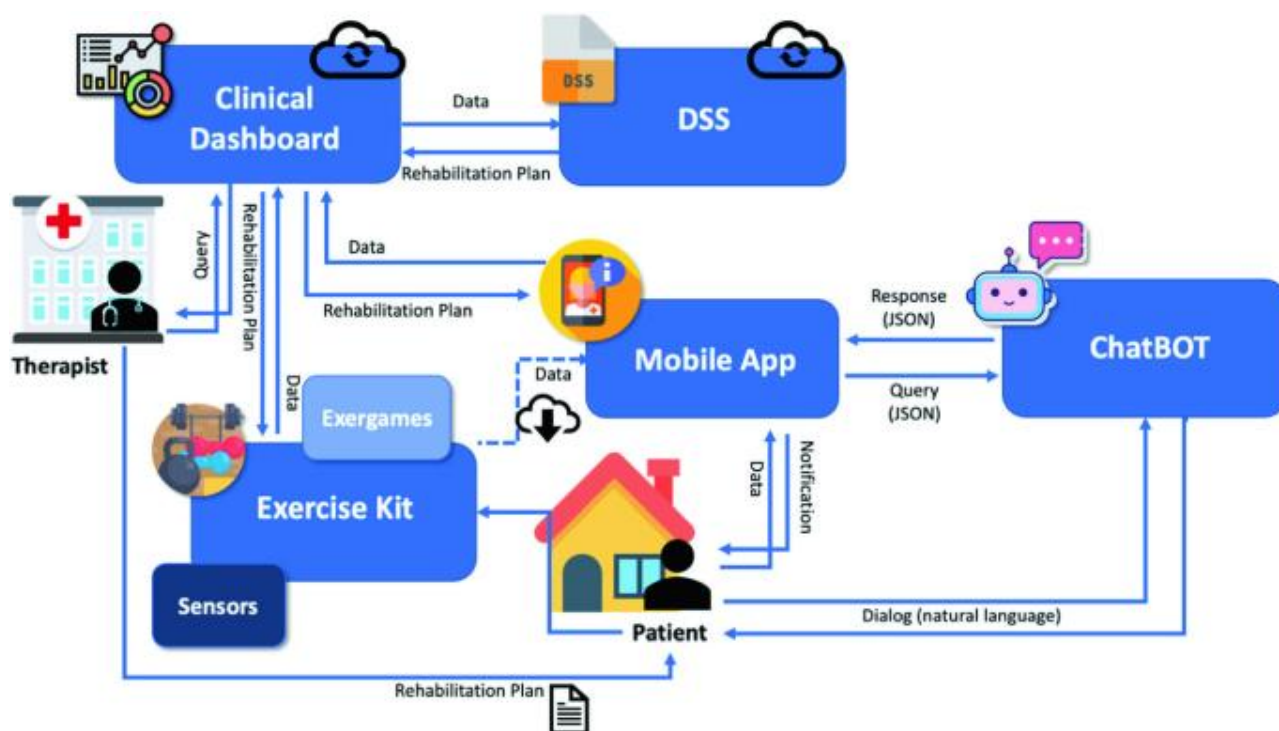 Clinical
Dashboard
Data
Rehabilitation Plan
DSS
DSS
Therapist
Query
Rehabilitation Plan
Data
Data
Rehabilitation Plan
i
Mobile App
Response
(JSON)
Query
(JSON)
ChatBOT
Exergames
Exercise Kit
Sensors
Data
Data
Notification
Patient
Dialog (natural language)
Rehabilitation Plan